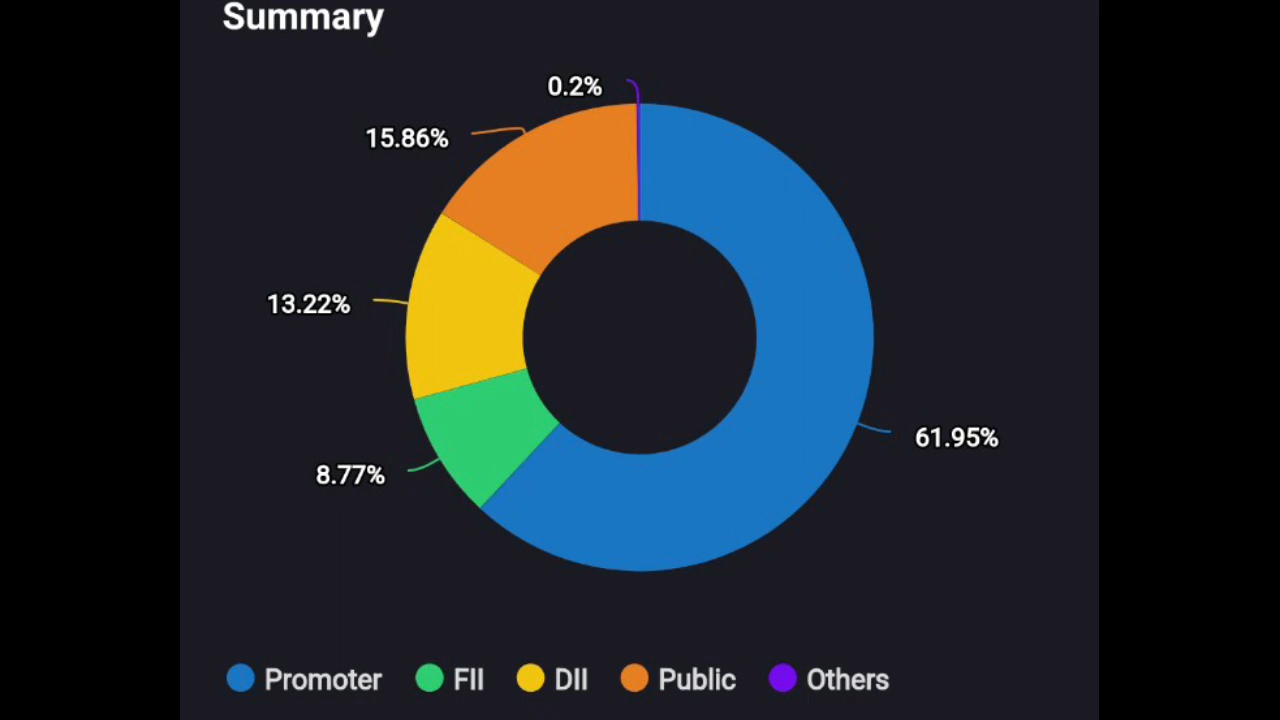 Summary
0.2%
15.86%
13.22%
61.95%
8.77%
Promoter FII DII Public Others